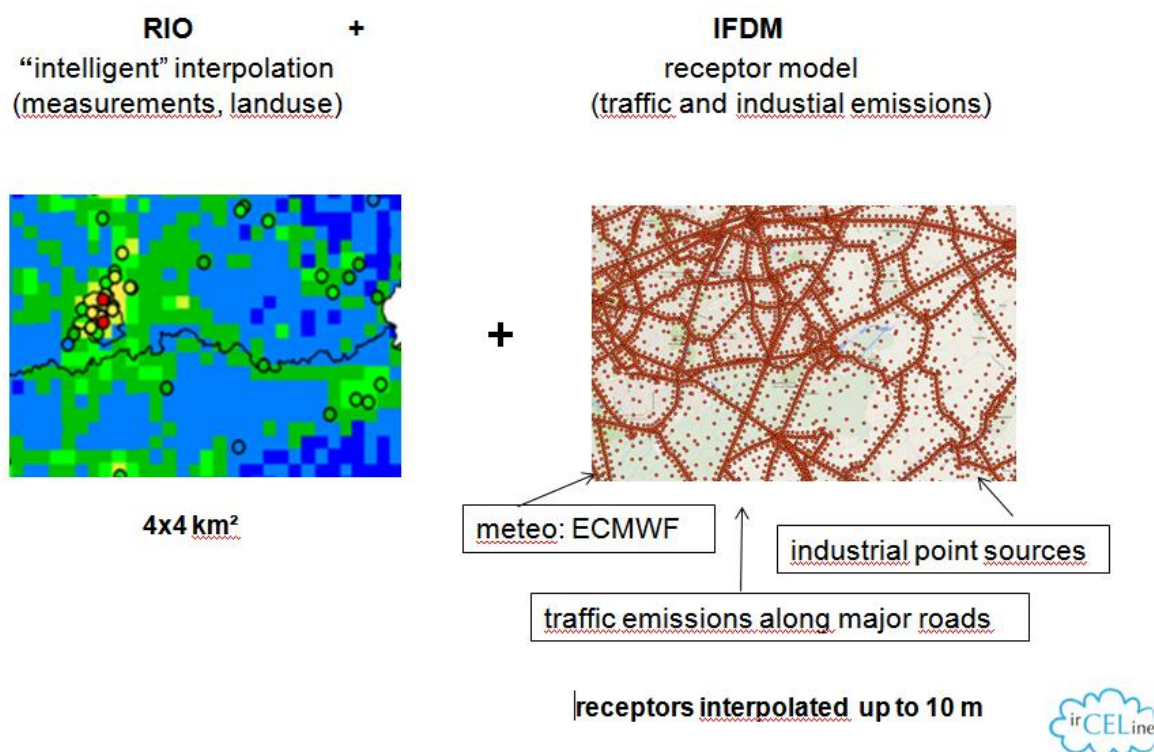 RIO +
“intelligent” interpolation
(measurements, landuse)
IFDM
receptor model
(traffic and industial emissions)
4x4 km²
+
meteo: ECMWF
industrial point sources
traffic emissions along major roads
receptors interpolated up to 10 m
irCELine